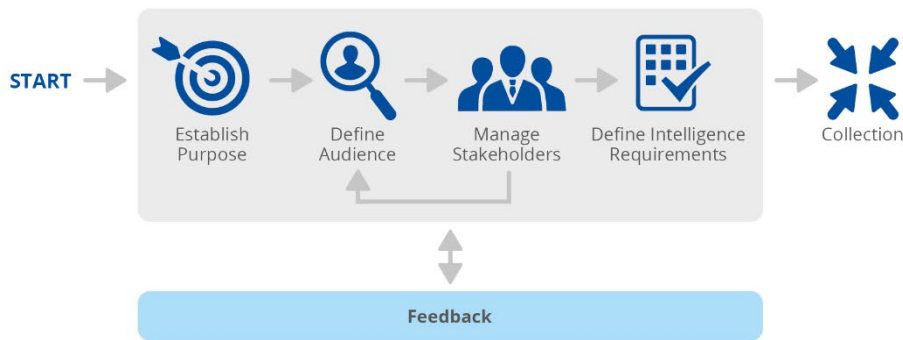 START
Establish
Purpose
Define
Audience
Manage
Stakeholders
Define Intelligence
Requirements
Collection
Feedback